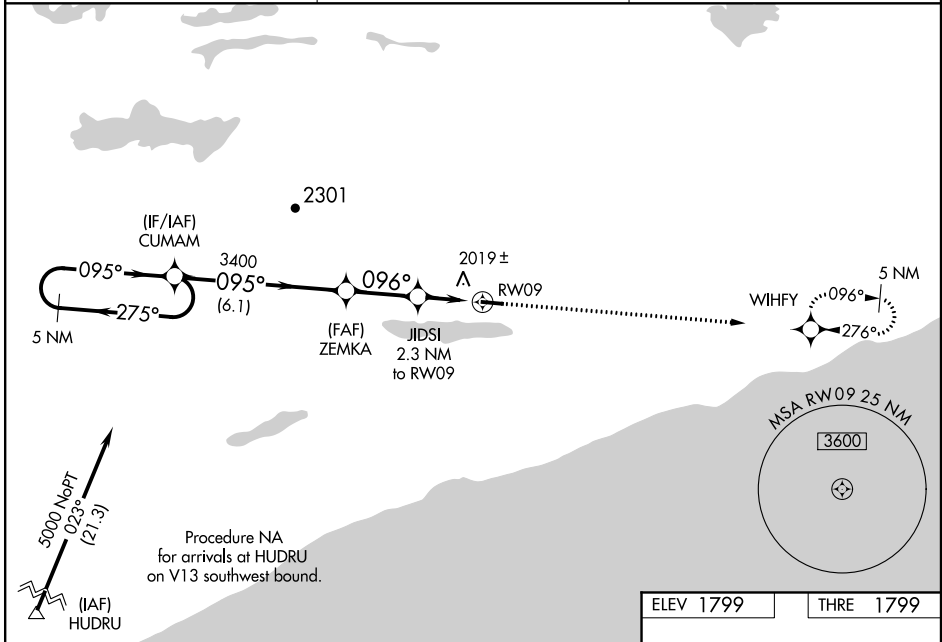 2301
(IF/IAF)
CUMAM
3400
095°
095°
(6.1)
096°
2019 ±
RW09
5 NM
WIHFY
096°
276°
275°
5 NM
(FAF)
ZEMKA
JIDSI
2.3 NM
to RW09
MSA RW09 25 NM
3600
5000 NoPT
023°
(21.3)
Procedure NA
for arrivals at HUDRU
on V13 southwest bound.
(IAF)
HUDRU
ELEV 1799
THRE 1799